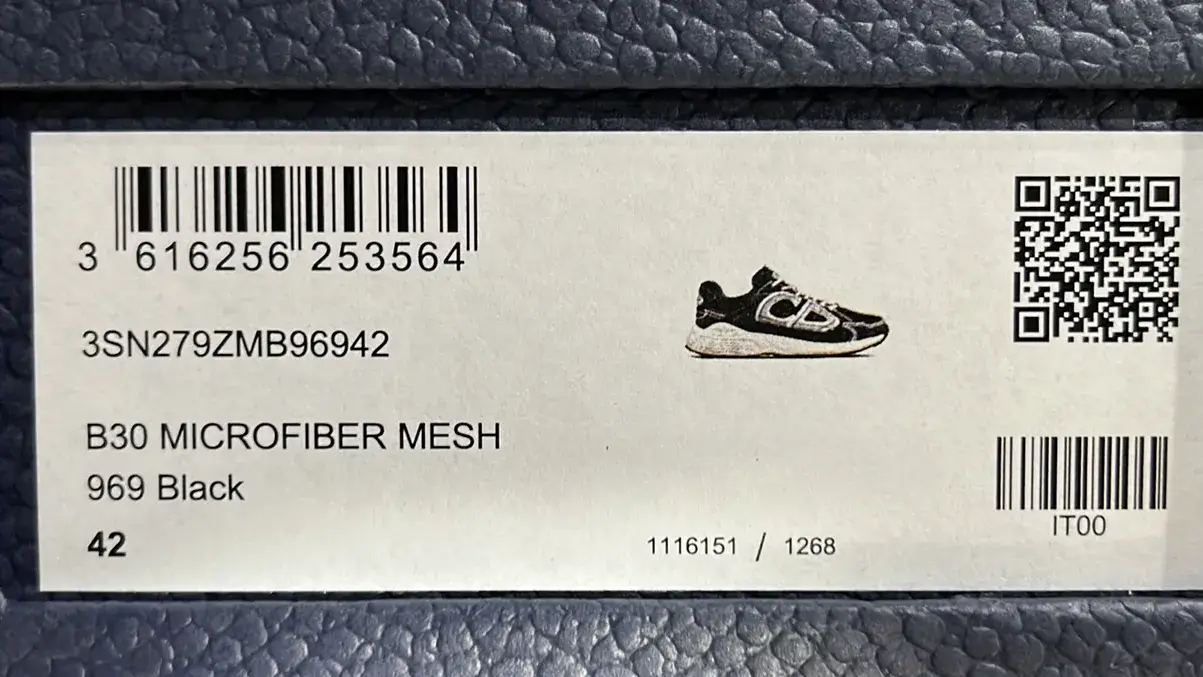 3 616256 253564
3SN279ZMB96942
B30 MICROFIBER MESH
969 Black
42
1116151 / 1268
IT00